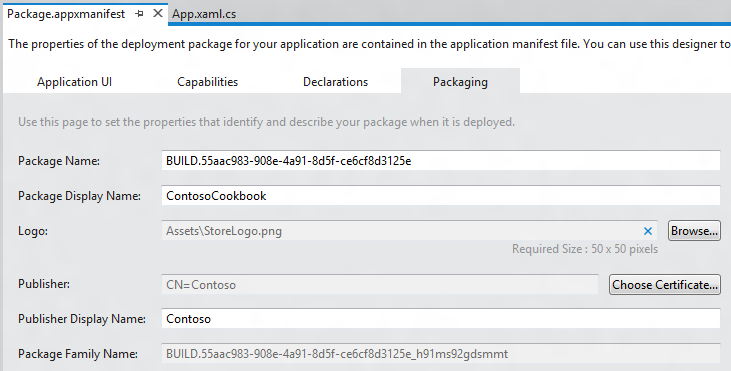 Package.appxmanifest App.xaml.cs
The properties of the deployment package for your application are contained in the application manifest file. You can use this designer to
Application UI Capabilities Declarations Packaging
Use this page to set the properties that identify and describe your package when it is deployed.
Package Name: BUILD.55aac983-908e-4a91-8d5f-ce6cf8d3125e
Package Display Name: ContosoCookbook
Logo: Assets\StoreLogo.png Browse...
Required Size : 50 x 50 pixels
Publisher: CN=Contoso Choose Certificate...
Publisher Display Name: Contoso
Package Family Name: BUILD.55aac983-908e-4a91-8d5f-ce6cf8d3125e_h91ms92gdsmmt